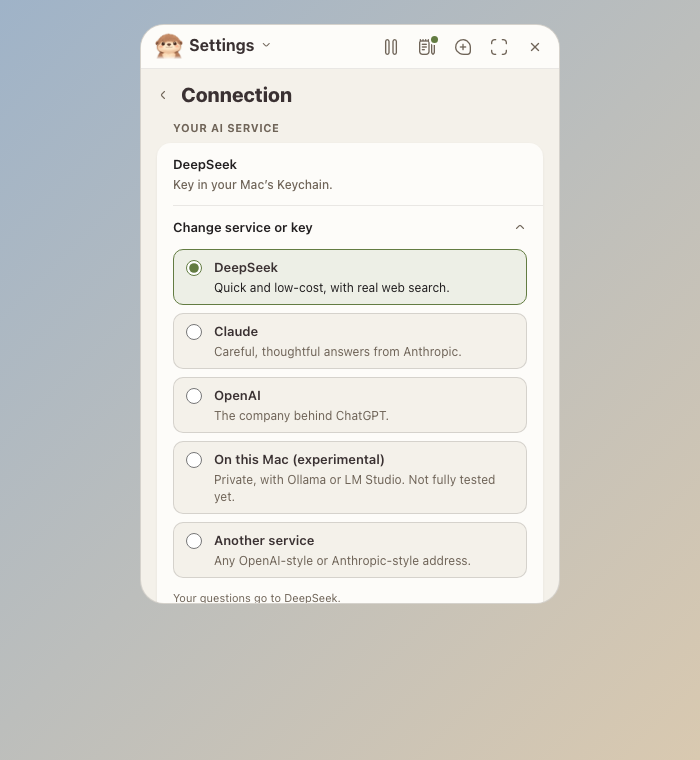 Settings
Connection
YOUR AI SERVICE
DeepSeek
Key in your Mac's Keychain.
Change service or key
DeepSeek
Quick and low-cost, with real web search.
Claude
Careful, thoughtful answers from Anthropic.
OpenAI
The company behind ChatGPT.
On this Mac (experimental)
Private, with Ollama or LM Studio. Not fully tested
yet.
Another service
Any OpenAI-style or Anthropic-style address.
Your questions go to DeepSeek.